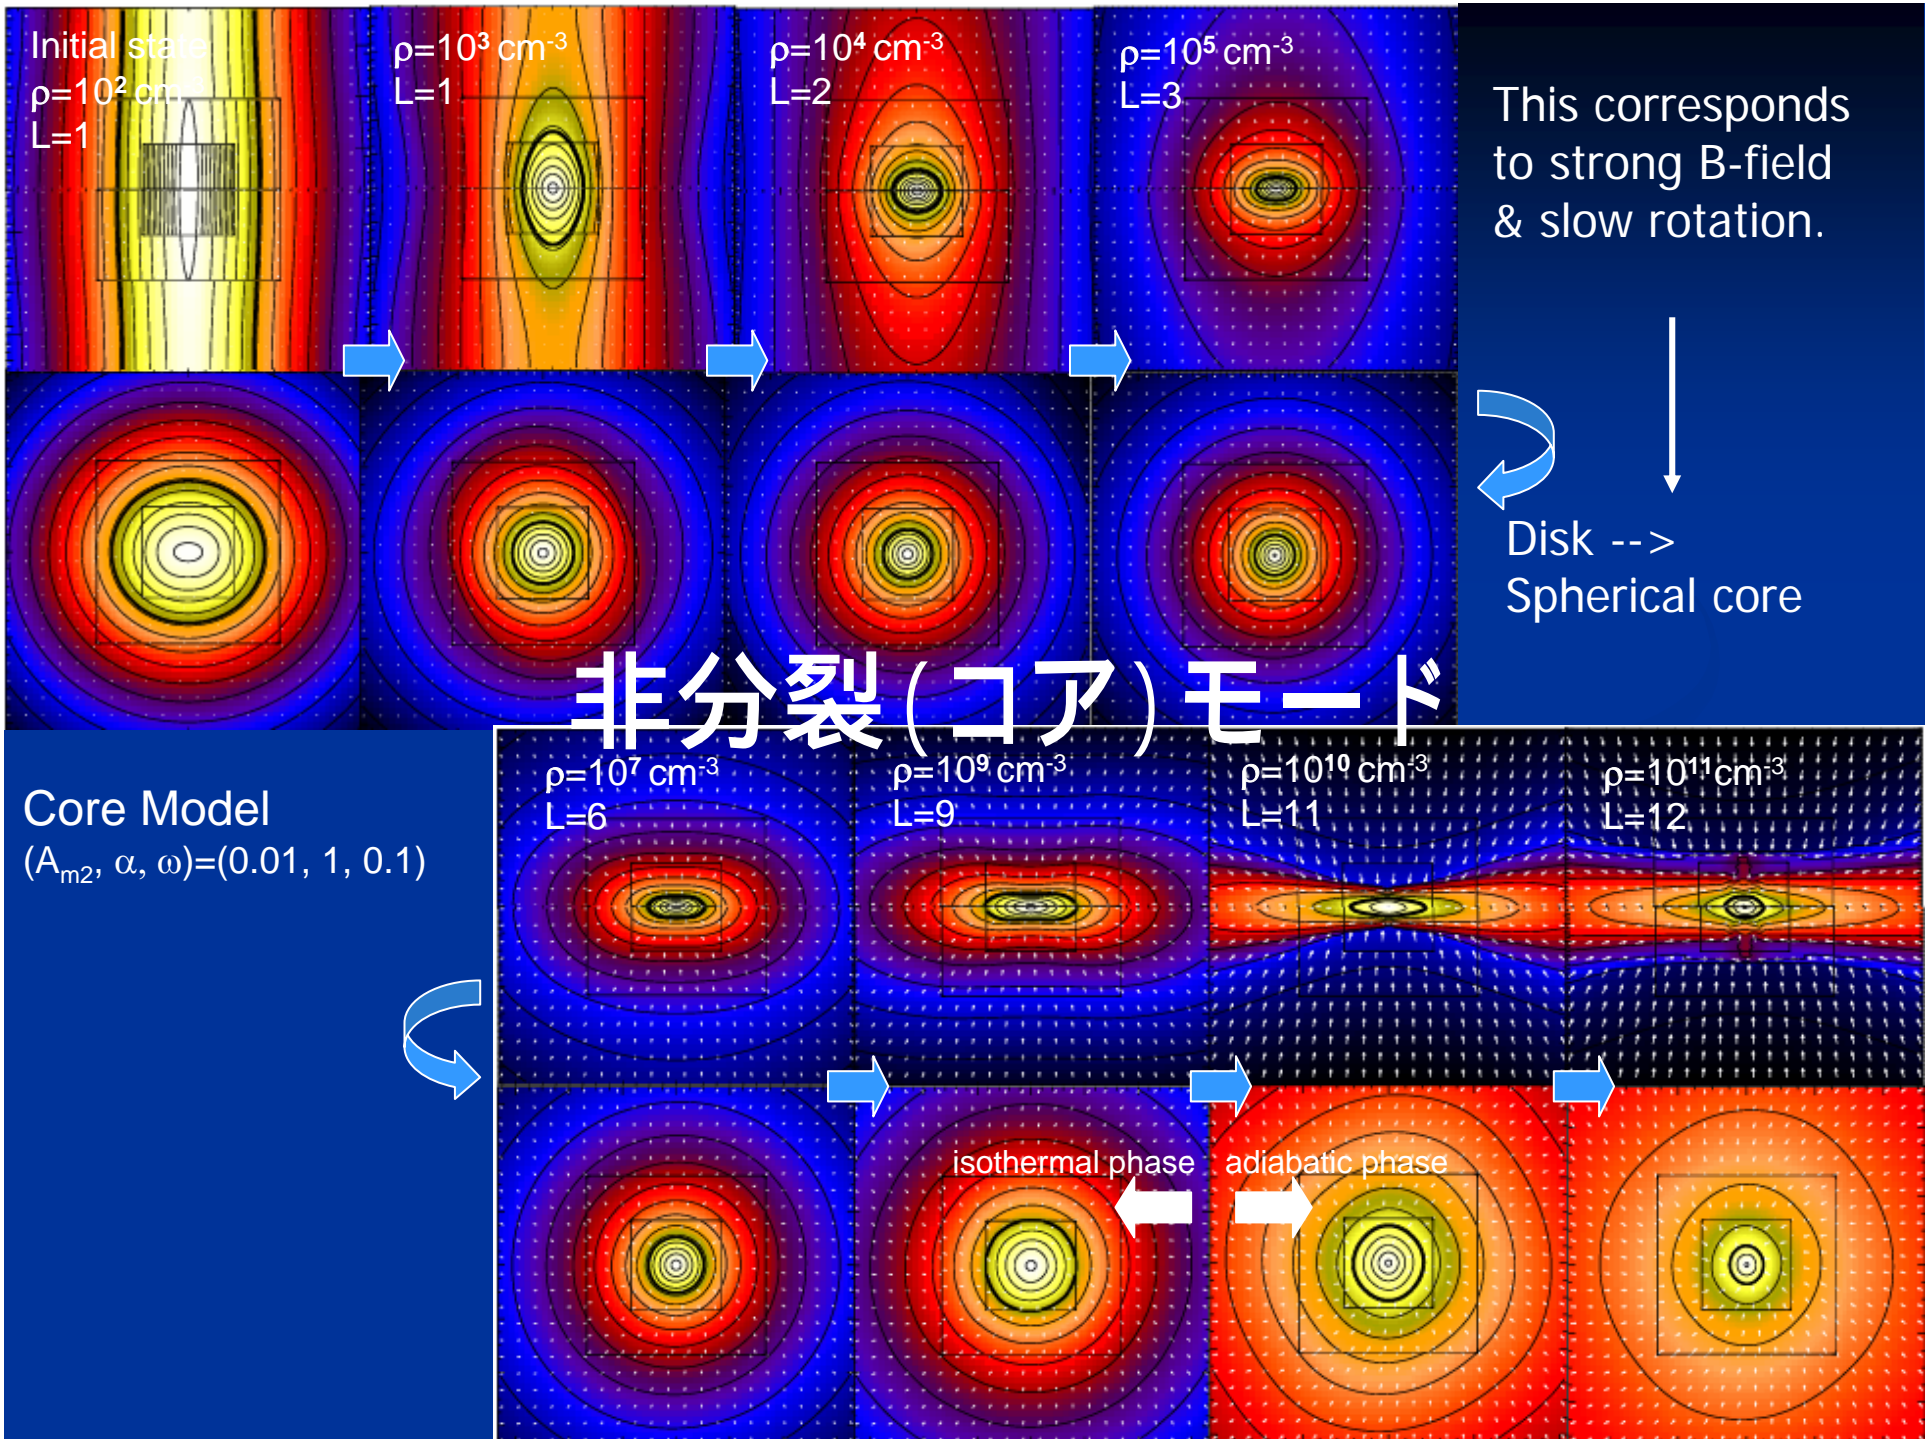 Initial state
ρ=10² cm⁻³
L=1
ρ=10³ cm⁻³
L=1
ρ=10⁴ cm⁻³
L=2
ρ=10⁵ cm⁻³
L=3
This corresponds
to strong B-field
& slow rotation.
Disk -->
Spherical core
非分裂(コア)モード
Core Model
(Aₘ₂, α, ω)=(0.01, 1, 0.1)
ρ=10⁷ cm⁻³
L=6
ρ=10⁹ cm⁻³
L=9
ρ=10¹⁰ cm⁻³
L=11
ρ=10¹¹cm⁻³
L=12
isothermal phase
adiabatic phase